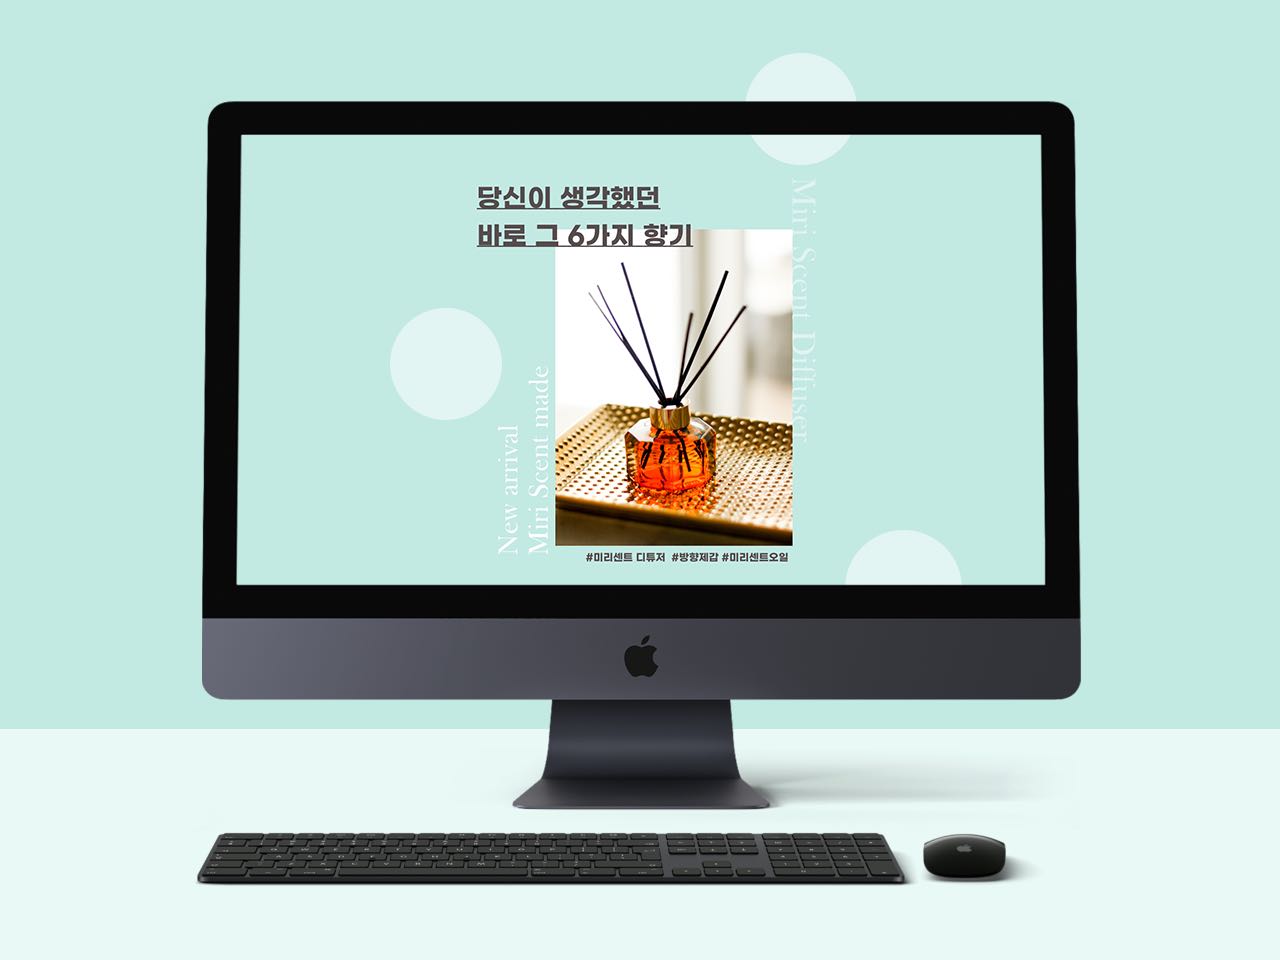 당신이 생각했던
바로 그 6가지 향기
Miri Scent Diffuser
New arrival
Miri Scent made
#미리센트 디튜저 #방향제갑 #미리센트오일